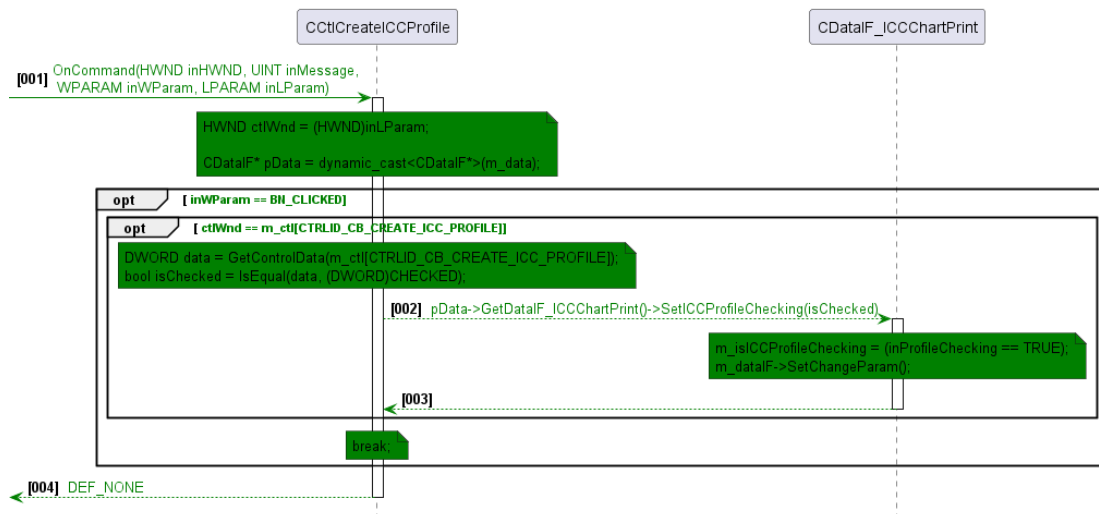 CCtlCreateICCProfile
CDataIF_ICCChartPrint
[001] OnCommand(HWND inHWND, UINT inMessage,
WPARAM inWParam, LPARAM inLParam)
HWND ctlWnd = (HWND)inLParam;
CDataIF* pData = dynamic_cast<CDataIF*>(m_data);
opt [ inWParam == BN_CLICKED]
opt [ ctlWnd == m_ctl[CTRLID_CB_CREATE_ICC_PROFILE]]
DWORD data = GetControlData(m_ctl[CTRLID_CB_CREATE_ICC_PROFILE]);
bool isChecked = IsEqual(data, (DWORD)CHECKED);
[002] pData->GetDataIF_ICCChartPrint()->SetICCProfileChecking(isChecked)
m_isICCProfileChecking = (inProfileChecking == TRUE);
m_dataIF->SetChangeParam();
[003]
break;
[004] DEF_NONE